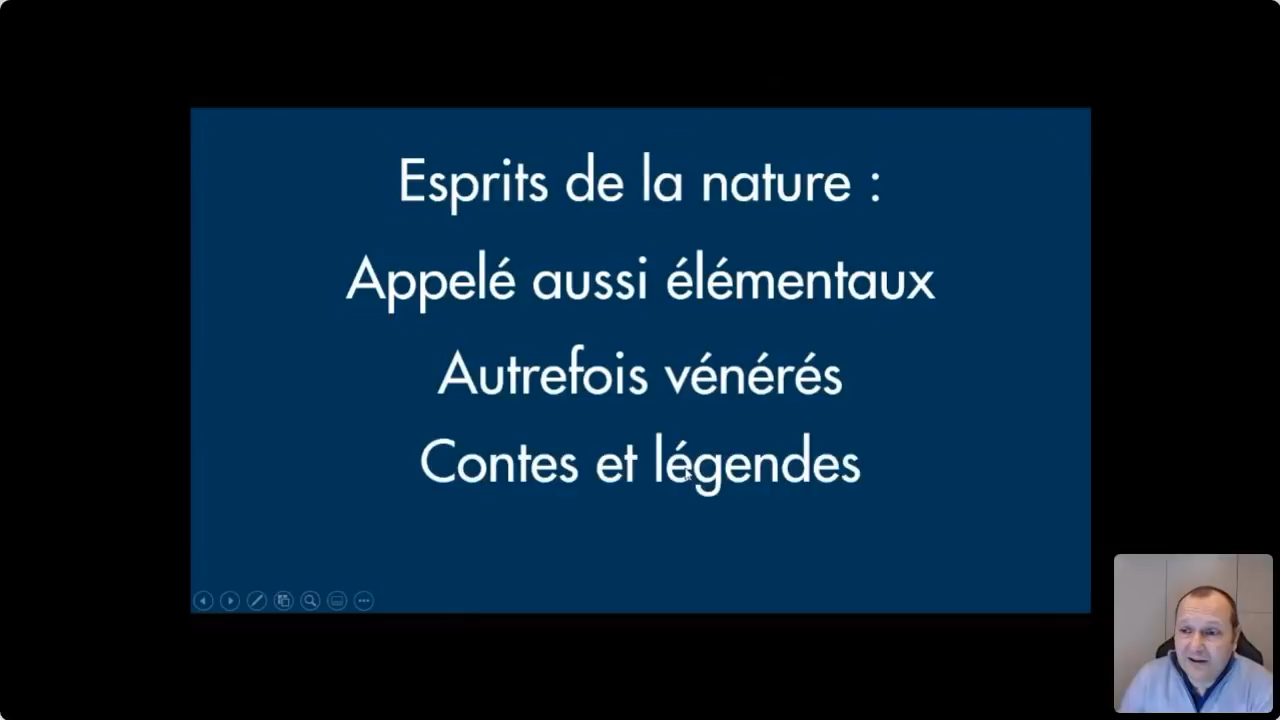 Esprits de la nature :
Appelé aussi élémentaux
Autrefois vénérés
Contes et légendes